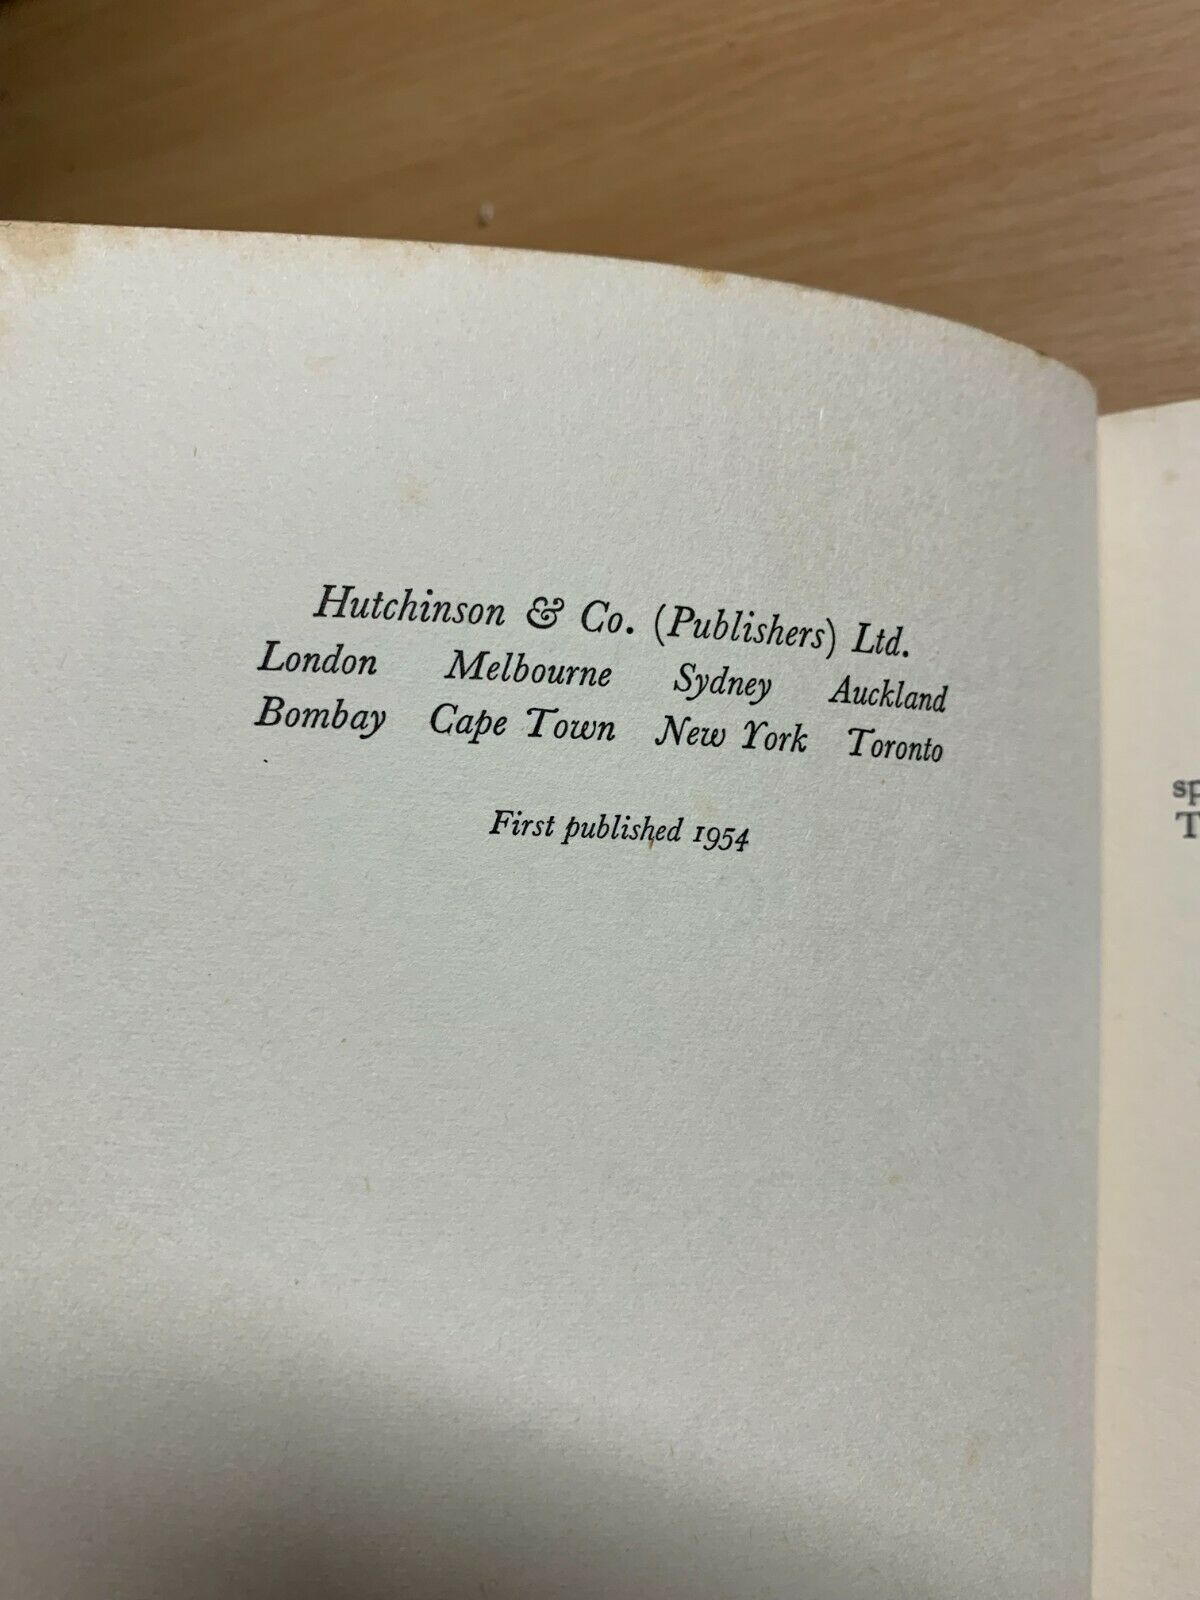 Hutchinson & Co. (Publishers) Ltd.
London Melbourne Sydney Auckland
Bombay Cape Town New York Toronto
First published 1954